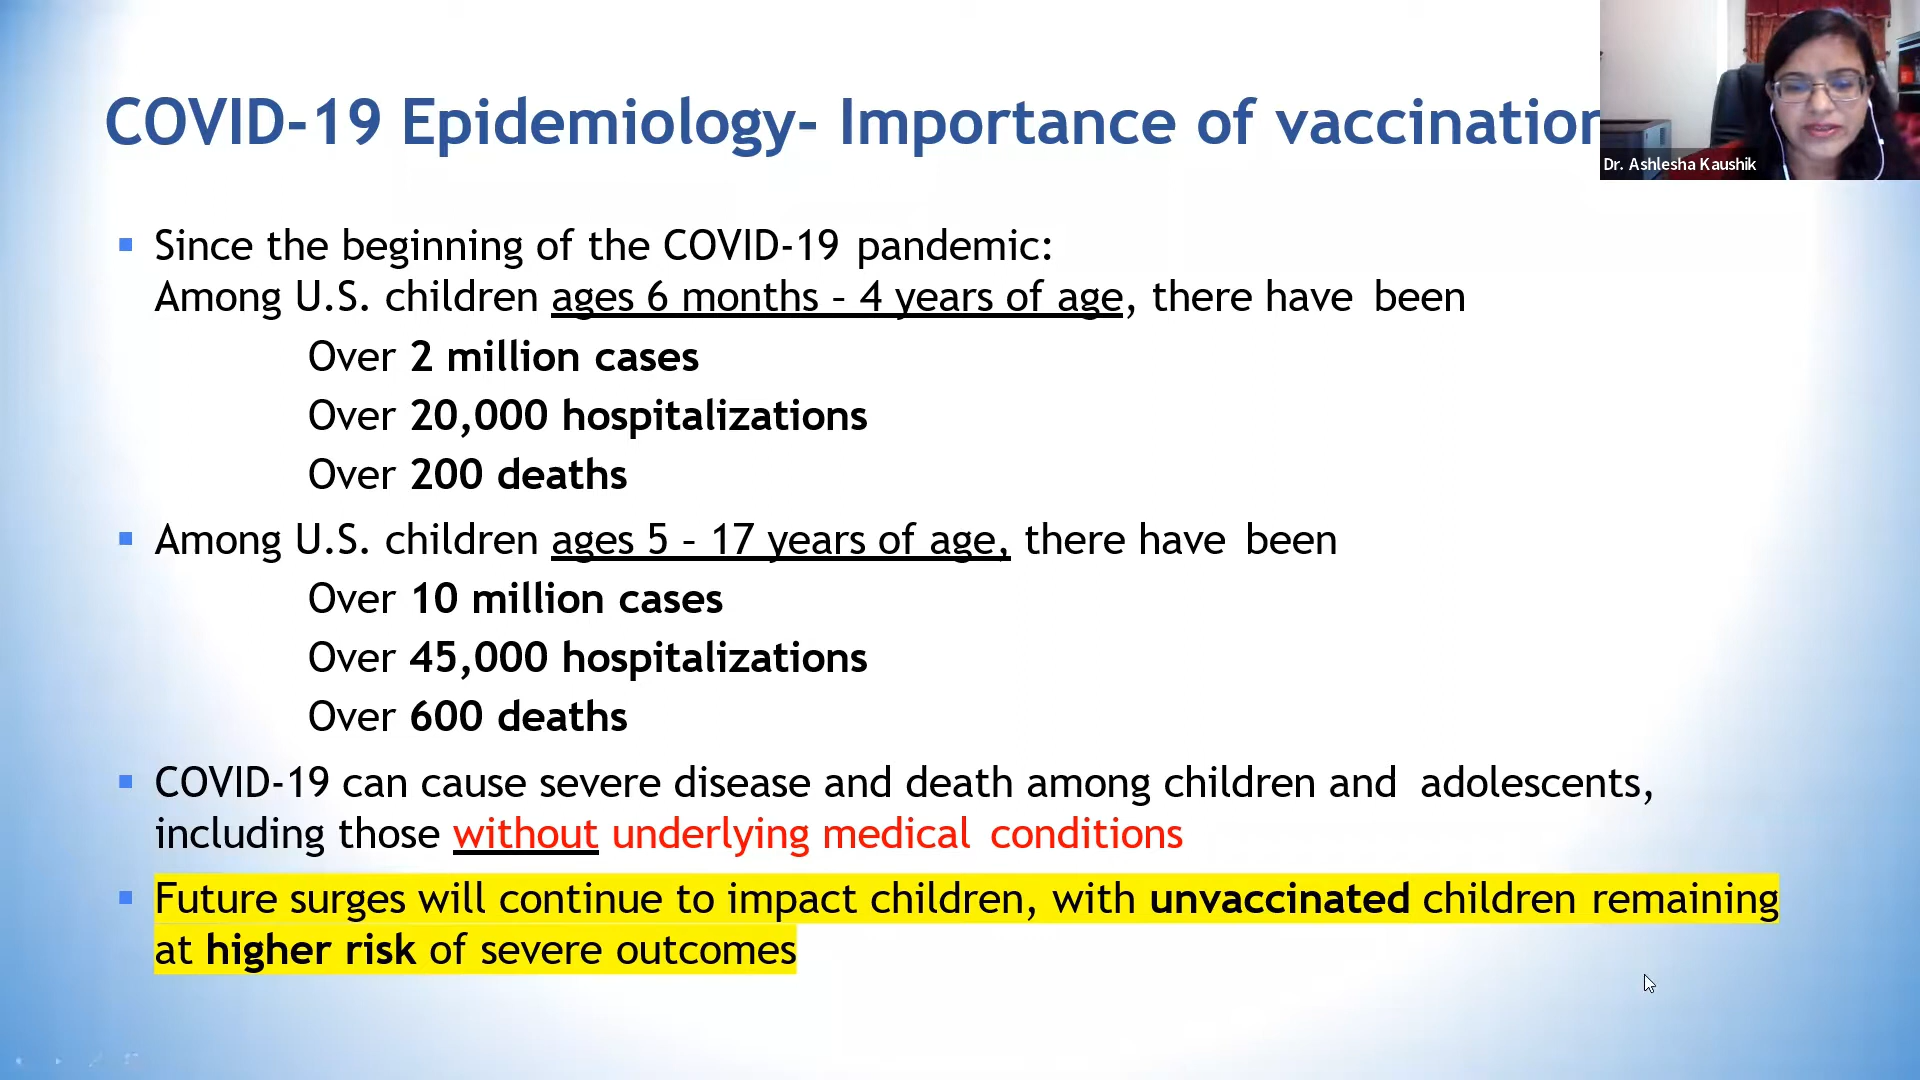 COVID-19 Epidemiology- Importance of vaccination
Dr. Ashlesha Kaushik
Since the beginning of the COVID-19 pandemic:
Among U.S. children ages 6 months – 4 years of age, there have been
Over 2 million cases
Over 20,000 hospitalizations
Over 200 deaths
Among U.S. children ages 5 – 17 years of age, there have been
Over 10 million cases
Over 45,000 hospitalizations
Over 600 deaths
COVID-19 can cause severe disease and death among children and adolescents,
including those without underlying medical conditions
Future surges will continue to impact children, with unvaccinated children remaining
at higher risk of severe outcomes